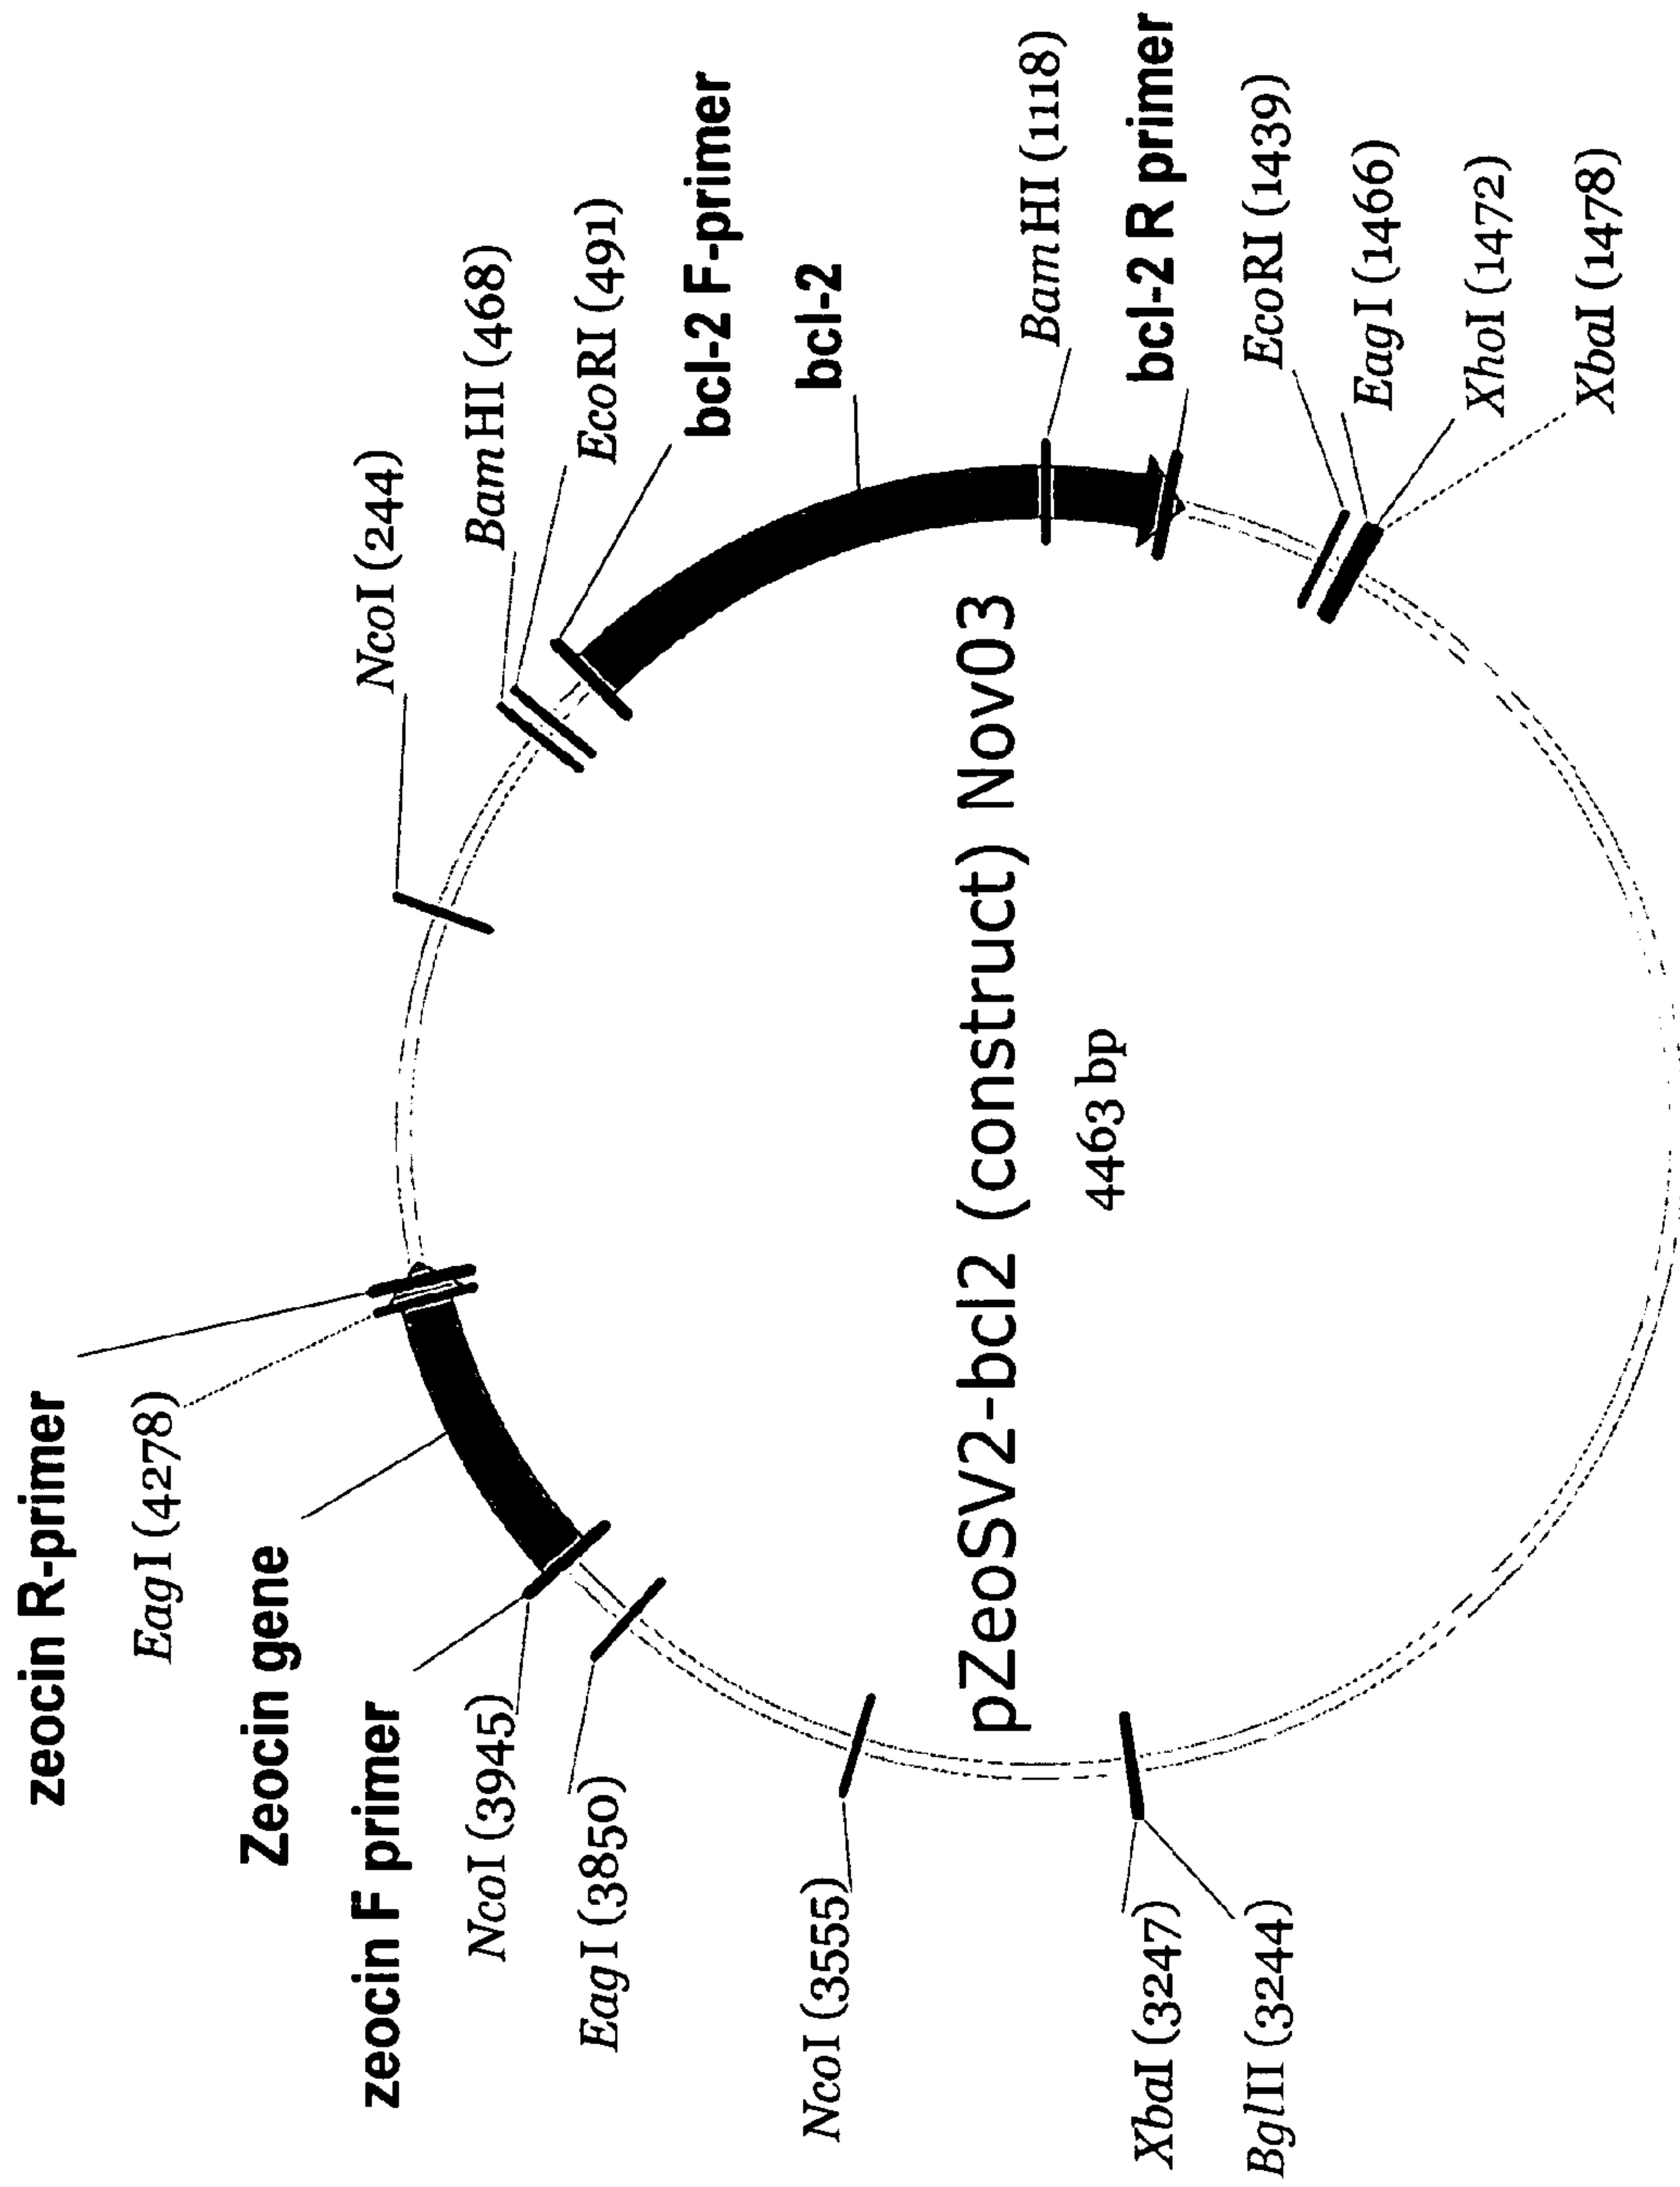 zeocin R-primer
EagI (4278)
Zeocin gene
zeocin F primer
NcoI (3945)
EagI (3850)
NcoI (3555)
XbaI (3247)
BglII (3244)
NcoI (244)
BamHI (468)
EcoRI (491)
bcl-2 F-primer
bcl-2
BamHI (1118)
bcl-2 R primer
EcoRI (1439)
EagI (1466)
XhoI (1472)
XbaI (1478)
pZeoSV2-bcl2 (construct) Nov03
4463 bp